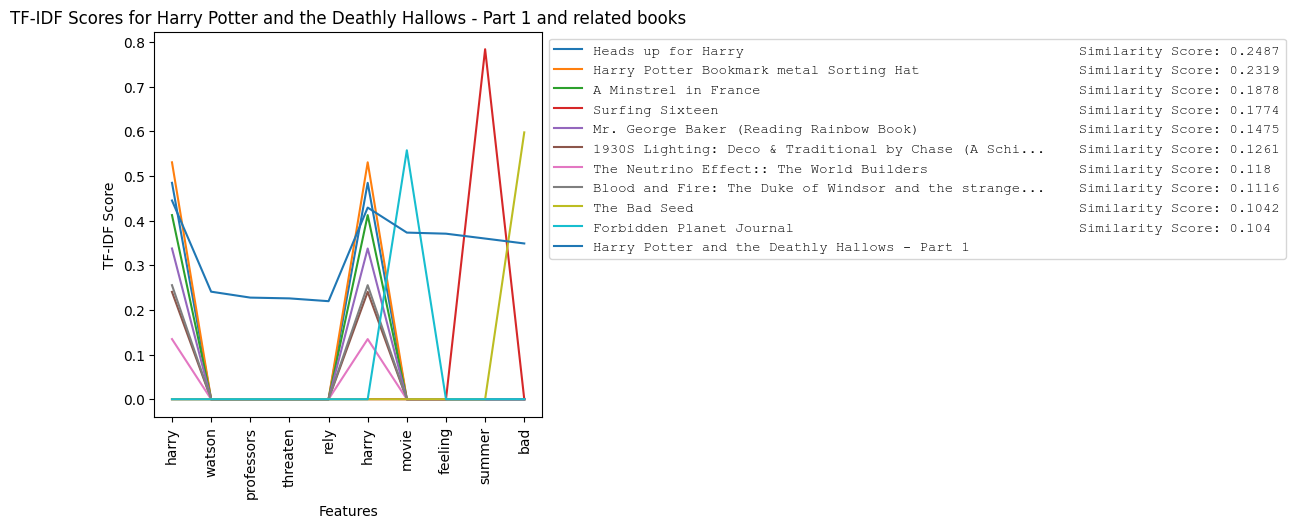 TF-IDF Scores for Harry Potter and the Deathly Hallows - Part 1 and related books
TF-IDF Score
0.8
0.7
0.6
0.5
0.4
0.3
0.2
0.1
0.0
harry
watson
professors
threaten
rely
harry
movie
feeling
summer
bad
Features
Heads up for Harry Similarity Score: 0.2487
Harry Potter Bookmark metal Sorting Hat Similarity Score: 0.2319
A Minstrel in France Similarity Score: 0.1878
Surfing Sixteen Similarity Score: 0.1774
Mr. George Baker (Reading Rainbow Book) Similarity Score: 0.1475
1930S Lighting: Deco & Traditional by Chase (A Schi... Similarity Score: 0.1261
The Neutrino Effect:: The World Builders Similarity Score: 0.118
Blood and Fire: The Duke of Windsor and the strange... Similarity Score: 0.1116
The Bad Seed Similarity Score: 0.1042
Forbidden Planet Journal Similarity Score: 0.104
Harry Potter and the Deathly Hallows - Part 1